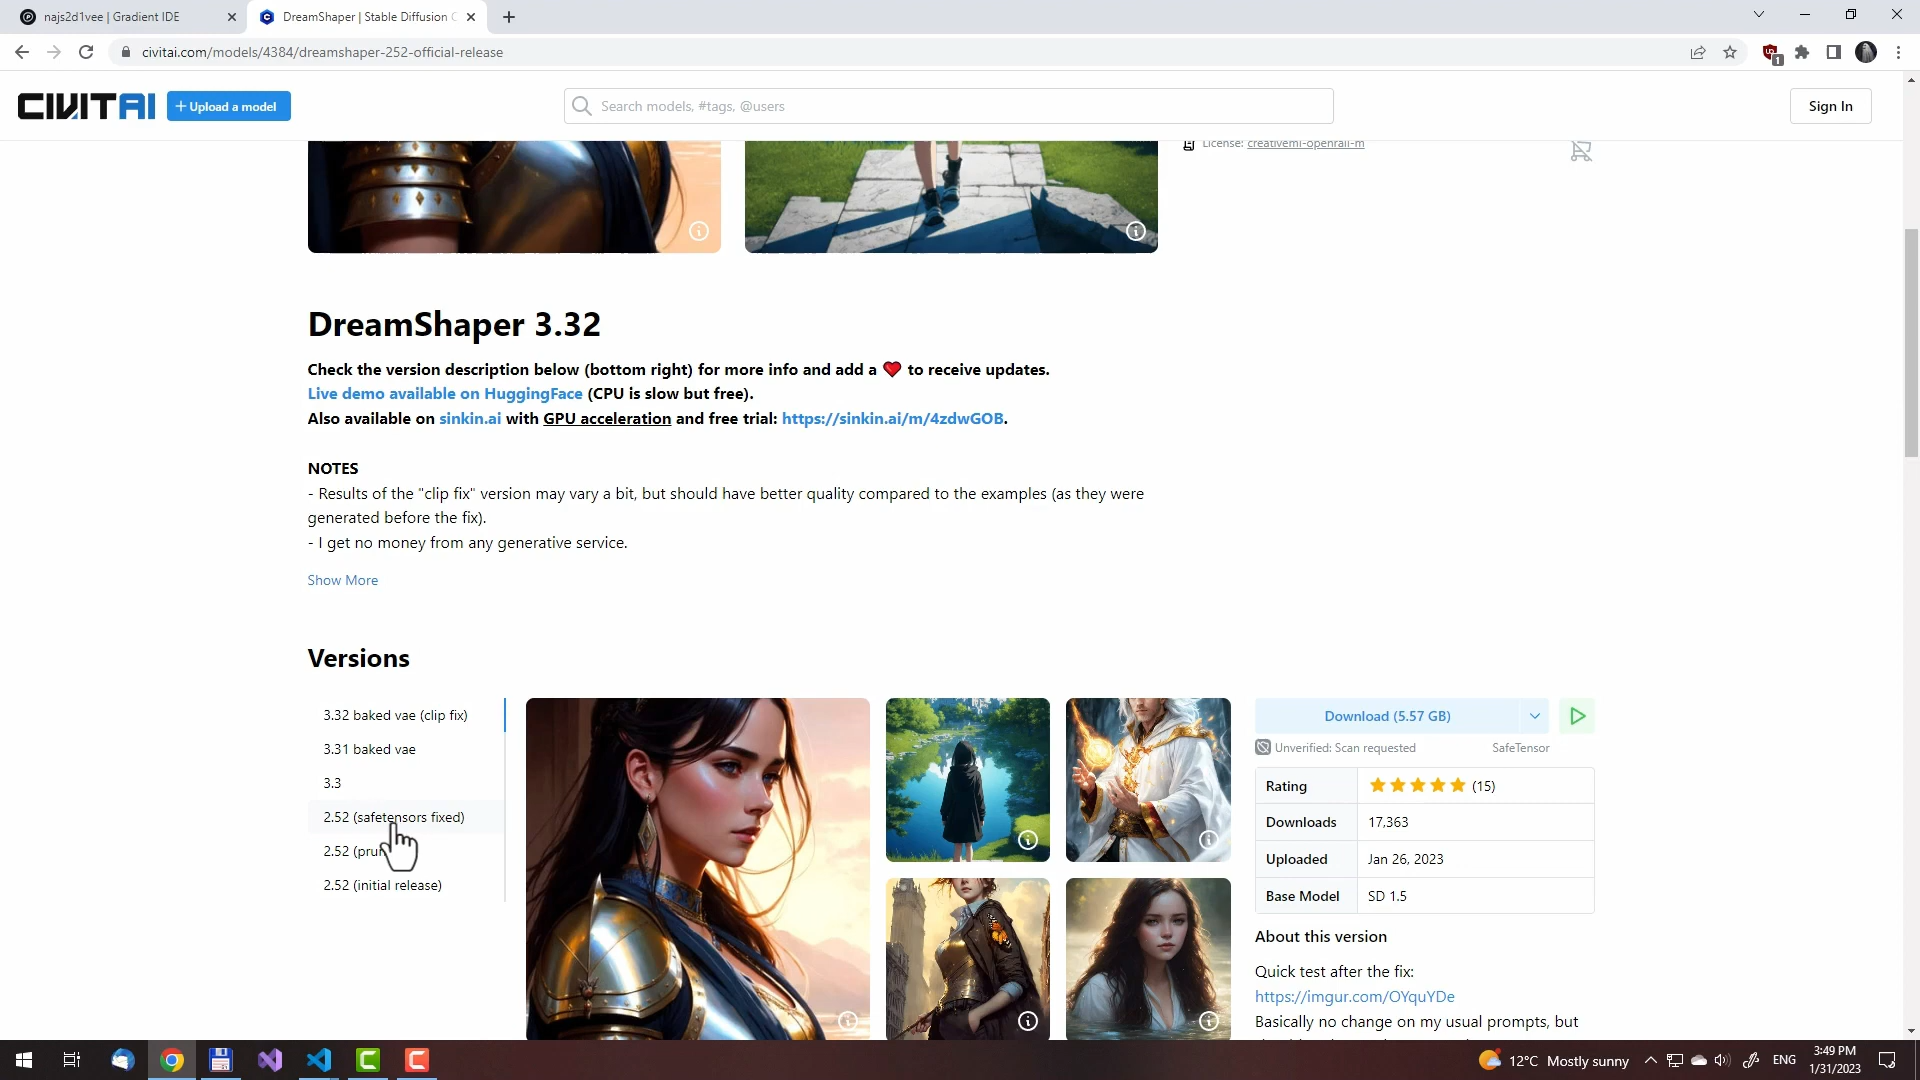 najs2d1vee | Gradient IDE
DreamShaper | Stable Diffusion C
civitai.com/models/4384/dreamshaper-252-official-release
1
CIVITAI
+ Upload a model
Search models, #tags, @users
Sign In
License: creativeml-openrail-m
DreamShaper 3.32
Check the version description below (bottom right) for more info and add a ❤️ to receive updates.
Live demo available on HuggingFace (CPU is slow but free).
Also available on sinkin.ai with GPU acceleration and free trial: https://sinkin.ai/m/4zdwGOB.
NOTES
- Results of the "clip fix" version may vary a bit, but should have better quality compared to the examples (as they were
generated before the fix).
- I get no money from any generative service.
Show More
Versions
3.32 baked vae (clip fix)
3.31 baked vae
3.3
2.52 (safetensors fixed)
2.52 (pru
2.52 (initial release)
Download (5.57 GB)
Unverified: Scan requested
SafeTensor
Rating (15)
Downloads 17,363
Uploaded Jan 26, 2023
Base Model SD 1.5
About this version
Quick test after the fix:
https://imgur.com/OYquYDe
Basically no change on my usual prompts, but
12°C Mostly sunny
ENG
3:49 PM
1/31/2023